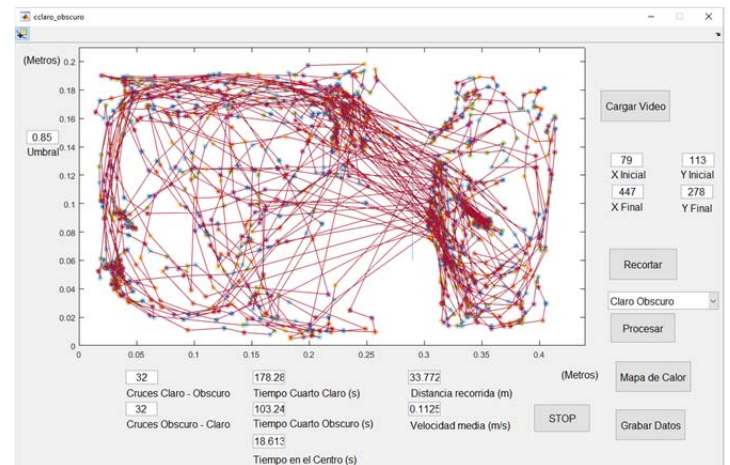 cclaro_obscuro
(Metros)
0.2
0.18
0.16
0.14
0.12
0.1
0.08
0.06
0.04
0.02
0
0 0.05 0.1 0.15 0.2 0.25 0.3 0.35 0.4
0.85
Umbral
Cargar Video
79 113
X Inicial Y Inicial
447 278
X Final Y Final
Recortar
Claro Obscuro
Procesar
(Metros)
Mapa de Calor
32 178.28 33.772
Cruces Claro - Obscuro Tiempo Cuarto Claro (s) Distancia recorrida (m)
32 103.24 0.1125
Cruces Obscuro - Claro Tiempo Cuarto Obscuro (s) Velocidad media (m/s)
STOP
Grabar Datos
18.613
Tiempo en el Centro (s)